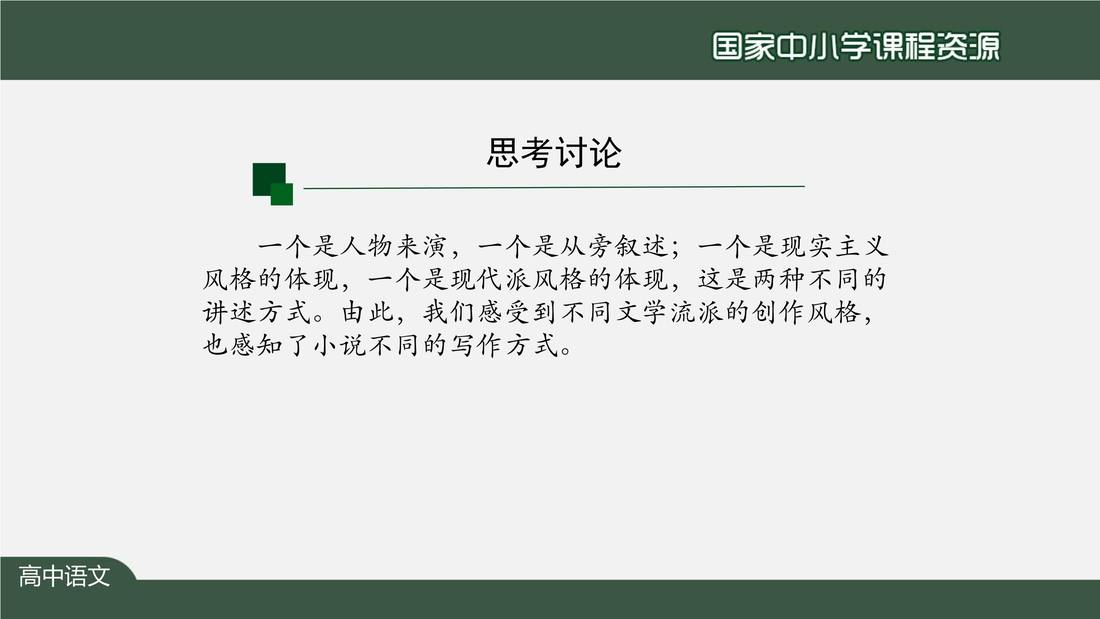 国家中小学课程资源
思考讨论
一个是人物来演，一个是从旁叙述；一个是现实主义
风格的体现，一个是现代派风格的体现，这是两种不同的
讲述方式。由此，我们感受到不同文学流派的创作风格，
也感知了小说不同的写作方式。
高中语文